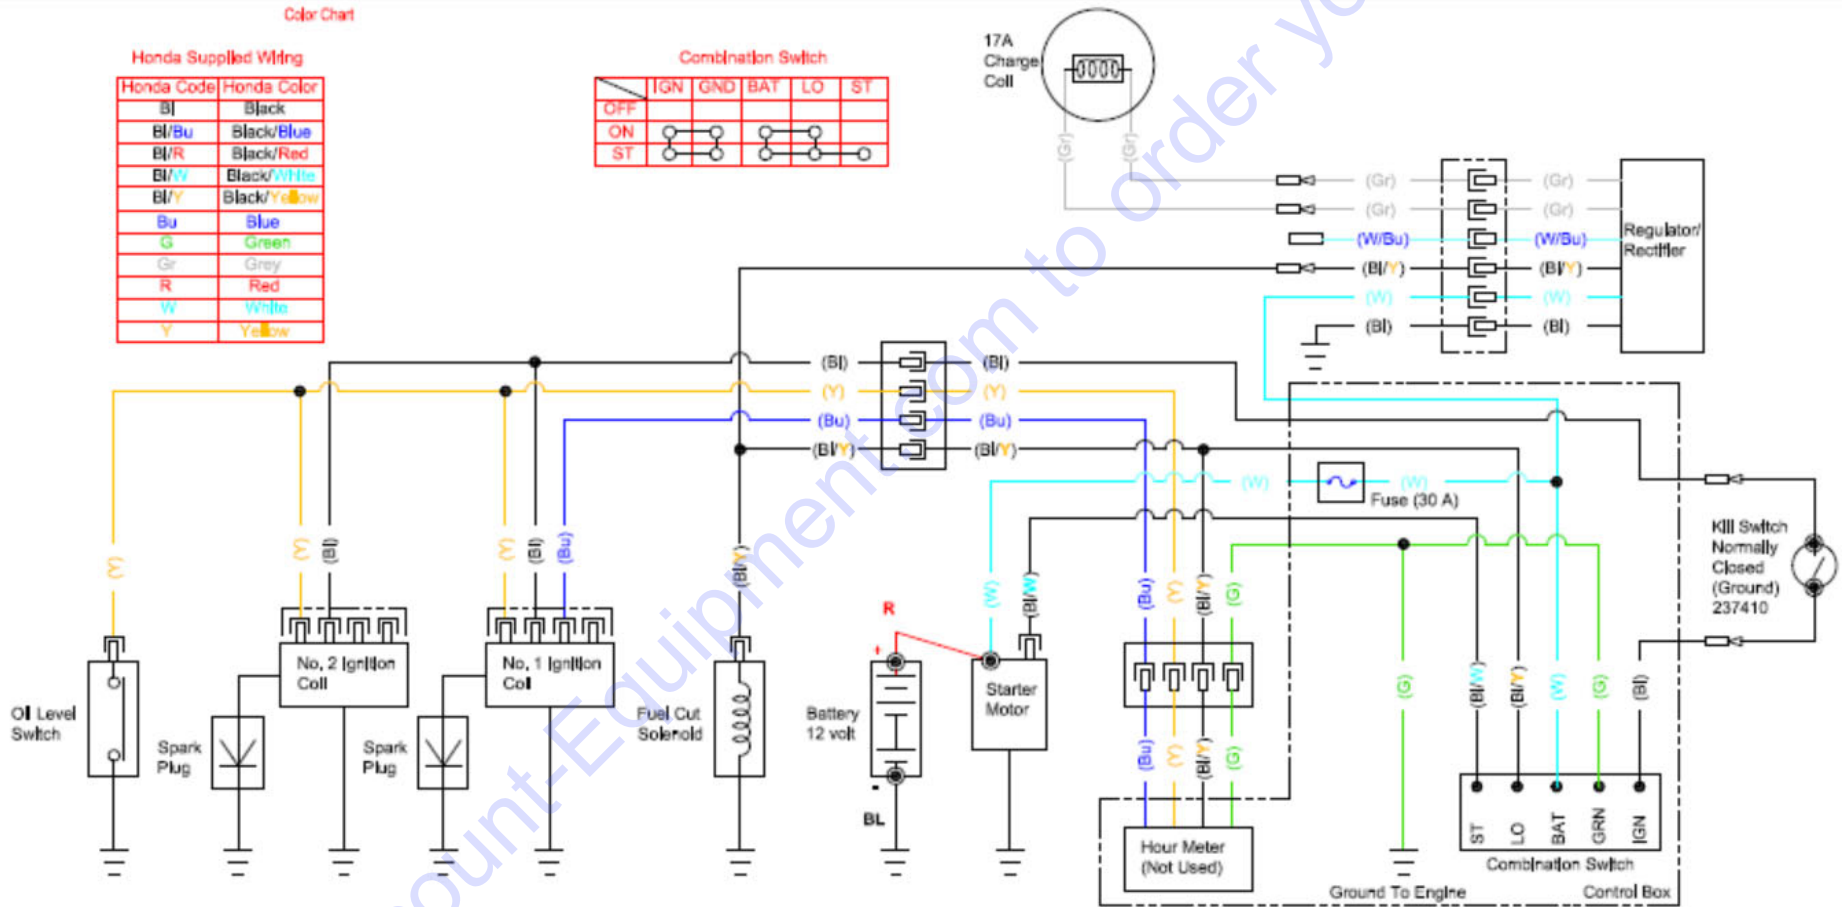 Color Chart
Honda Supplied Wiring
Honda Code Honda Color
Bl Black
Bl/Bu Black/Blue
Bl/R Black/Red
Bl/W Black/White
Bl/Y Black/Yellow
Bu Blue
G Green
Gr Grey
R Red
W White
Y Yellow
Combination Switch
IGN GND BAT LO ST
OFF
ON
ST
17A
Charge
Coil
(Gr) (Gr)
(Gr) (Gr)
(Gr) (Gr)
(W/Bu) (W/Bu)
(Bl/Y) (Bl/Y)
(W) (W)
(Bl) (Bl)
Regulator/
Rectifier
(Bl) (Bl)
(Y) (Y)
(Bu) (Bu)
(Bl/Y) (Bl/Y)
(W) (W)
Fuse (30 A)
Kill Switch
Normally
Closed
(Ground)
237410
(Y) (Y) (Bl) (Y) (Bl) (Bu) (Bl/Y) (W) (Bl/W) (Bu) (Y) (Bl/Y) (G)
R
+
No. 2 Ignition
Coil
No. 1 Ignition
Coil
Oil Level
Switch
Spark
Plug
Spark
Plug
Fuel Cut
Solenoid
Battery
12 volt
-
BL
Starter
Motor
(G) (Bl/W) (Bl/Y) (W) (G) (Bl)
(Bu) (Y) (Bl/Y) (G)
Hour Meter
(Not Used)
ST LO BAT GRN IGN
Combination Switch
Ground To Engine
Control Box
ount-Equipment.com to order yo